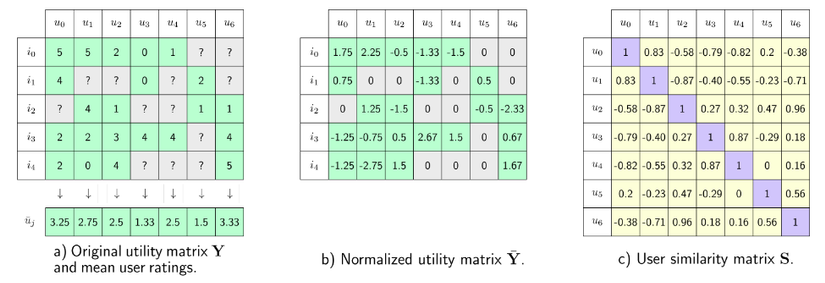 u0 u1 u2 u3 u4 u5 u6
i0 5 5 2 0 1 ? ?
i1 4 ? ? 0 ? 2 ?
i2 ? 4 1 ? ? 1 1
i3 2 2 3 4 4 ? 4
i4 2 0 4 ? ? ? 5
↓ ↓ ↓ ↓ ↓ ↓ ↓
ūj 3.25 2.75 2.5 1.33 2.5 1.5 3.33
a) Original utility matrix Y
and mean user ratings.
u0 u1 u2 u3 u4 u5 u6
i0 1.75 2.25 -0.5 -1.33 -1.5 0 0
i1 0.75 0 0 -1.33 0 0.5 0
i2 0 1.25 -1.5 0 0 -0.5 -2.33
i3 -1.25 -0.75 0.5 2.67 1.5 0 0.67
i4 -1.25 -2.75 1.5 0 0 0 1.67
b) Normalized utility matrix Ȳ.
u0 u1 u2 u3 u4 u5 u6
u0 1 0.83 -0.58 -0.79 -0.82 0.2 -0.38
u1 0.83 1 -0.87 -0.40 -0.55 -0.23 -0.71
u2 -0.58 -0.87 1 0.27 0.32 0.47 0.96
u3 -0.79 -0.40 0.27 1 0.87 -0.29 0.18
u4 -0.82 -0.55 0.32 0.87 1 0 0.16
u5 0.2 -0.23 0.47 -0.29 0 1 0.56
u6 -0.38 -0.71 0.96 0.18 0.16 0.56 1
c) User similarity matrix S.